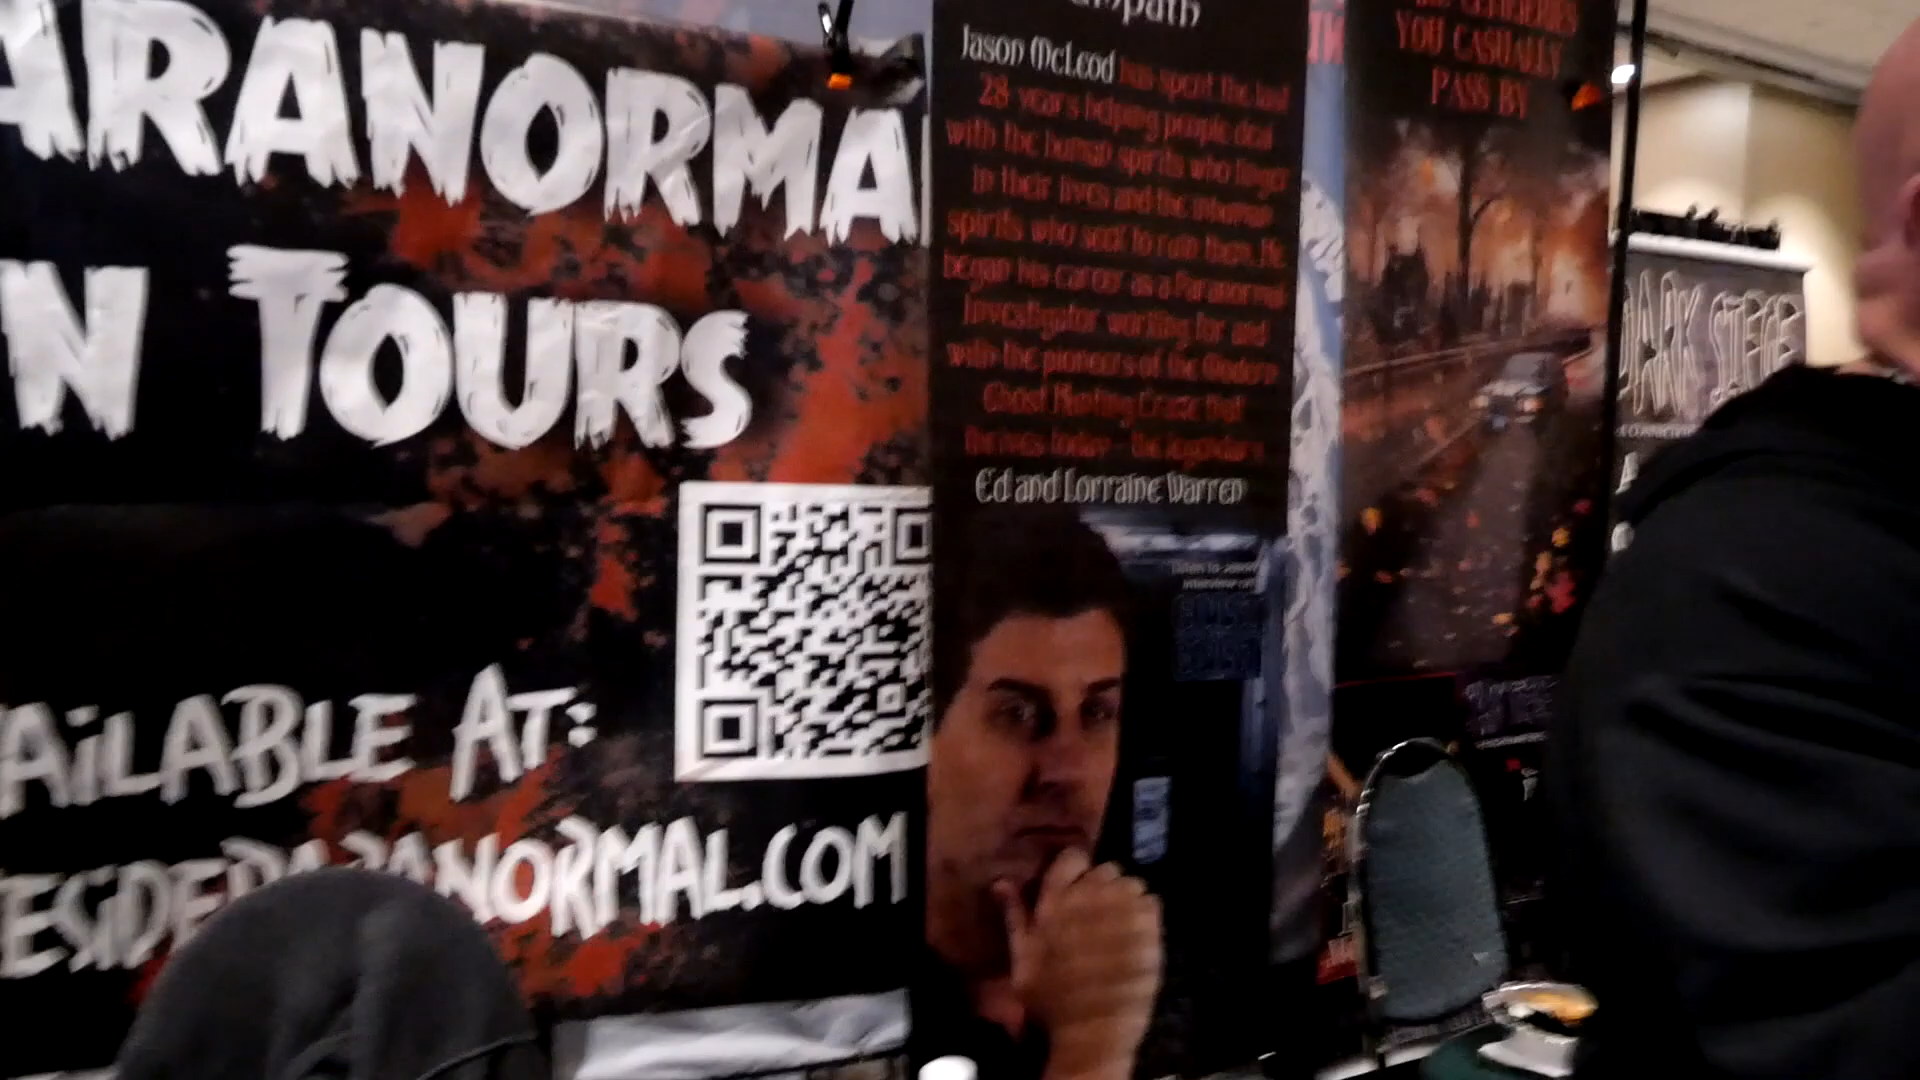 ARANORMA
N TOURS
AILABLE AT:
ESIDEPARANORMAL.COM
Jason McLeod has spent the last
28 years helping people deal
with the human spirits who linger
in their lives and the inhuman
spirits who seek to ruin them. He
began his career as a Paranormal
Investigator working for and
with the pioneers of the Modern
Ghost Hunting Craze that
thrives today - the legendary
Ed and Lorraine Warren
YOU CASUALLY
PASS BY
DARK SIEGE